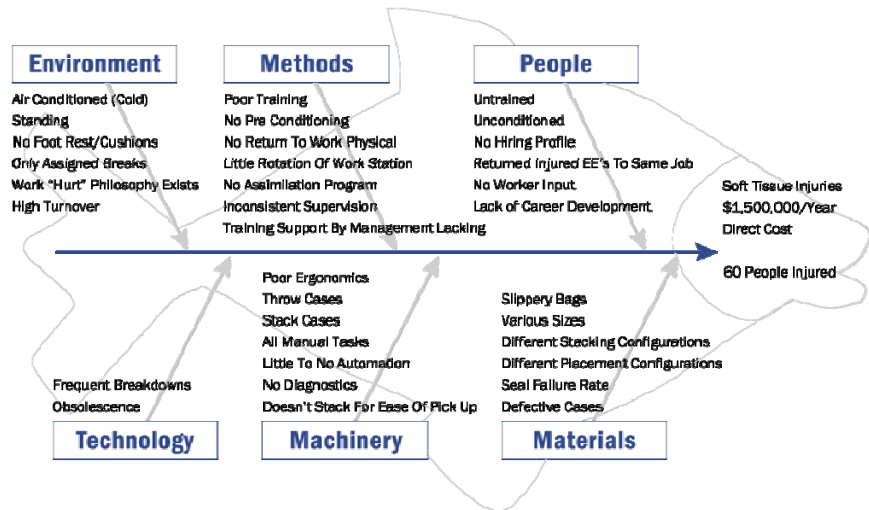 Environment
Air Conditioned (Cold)
Standing
No Foot Rest/Cushions
Only Assigned Breaks
Work "Hurt" Philosophy Exists
High Turnover
Methods
Poor Training
No Pre Conditioning
No Return To Work Physical
Little Rotation Of Work Station
No Assimilation Program
Inconsistent Supervision
Training Support By Management Lacking
People
Untrained
Unconditioned
No Hiring Profile
Returned Injured EE's To Same Job
No Worker Input
Lack of Career Development
Soft Tissue Injuries
$1,500,000/Year
Direct Cost
60 People Injured
Frequent Breakdowns
Obsolescence
Technology
Poor Ergonomics
Throw Cases
Stack Cases
All Manual Tasks
Little To No Automation
No Diagnostics
Doesn't Stack For Ease Of Pick Up
Machinery
Slippery Bags
Various Sizes
Different Stacking Configurations
Different Placement Configurations
Seal Failure Rate
Defective Cases
Materials